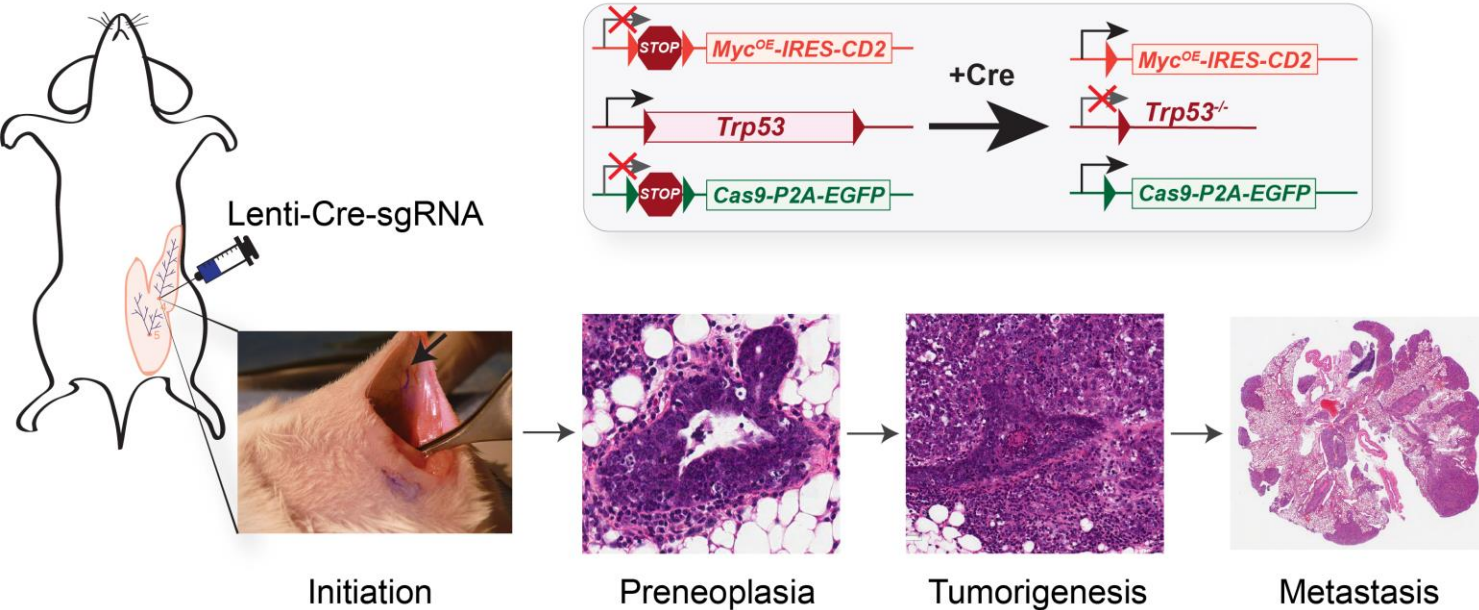 STOP
Myc^OE-IRES-CD2
Trp53
STOP
Cas9-P2A-EGFP
+Cre
Myc^OE-IRES-CD2
Trp53^-/-
Cas9-P2A-EGFP
Lenti-Cre-sgRNA
5
Initiation
Preneoplasia
Tumorigenesis
Metastasis